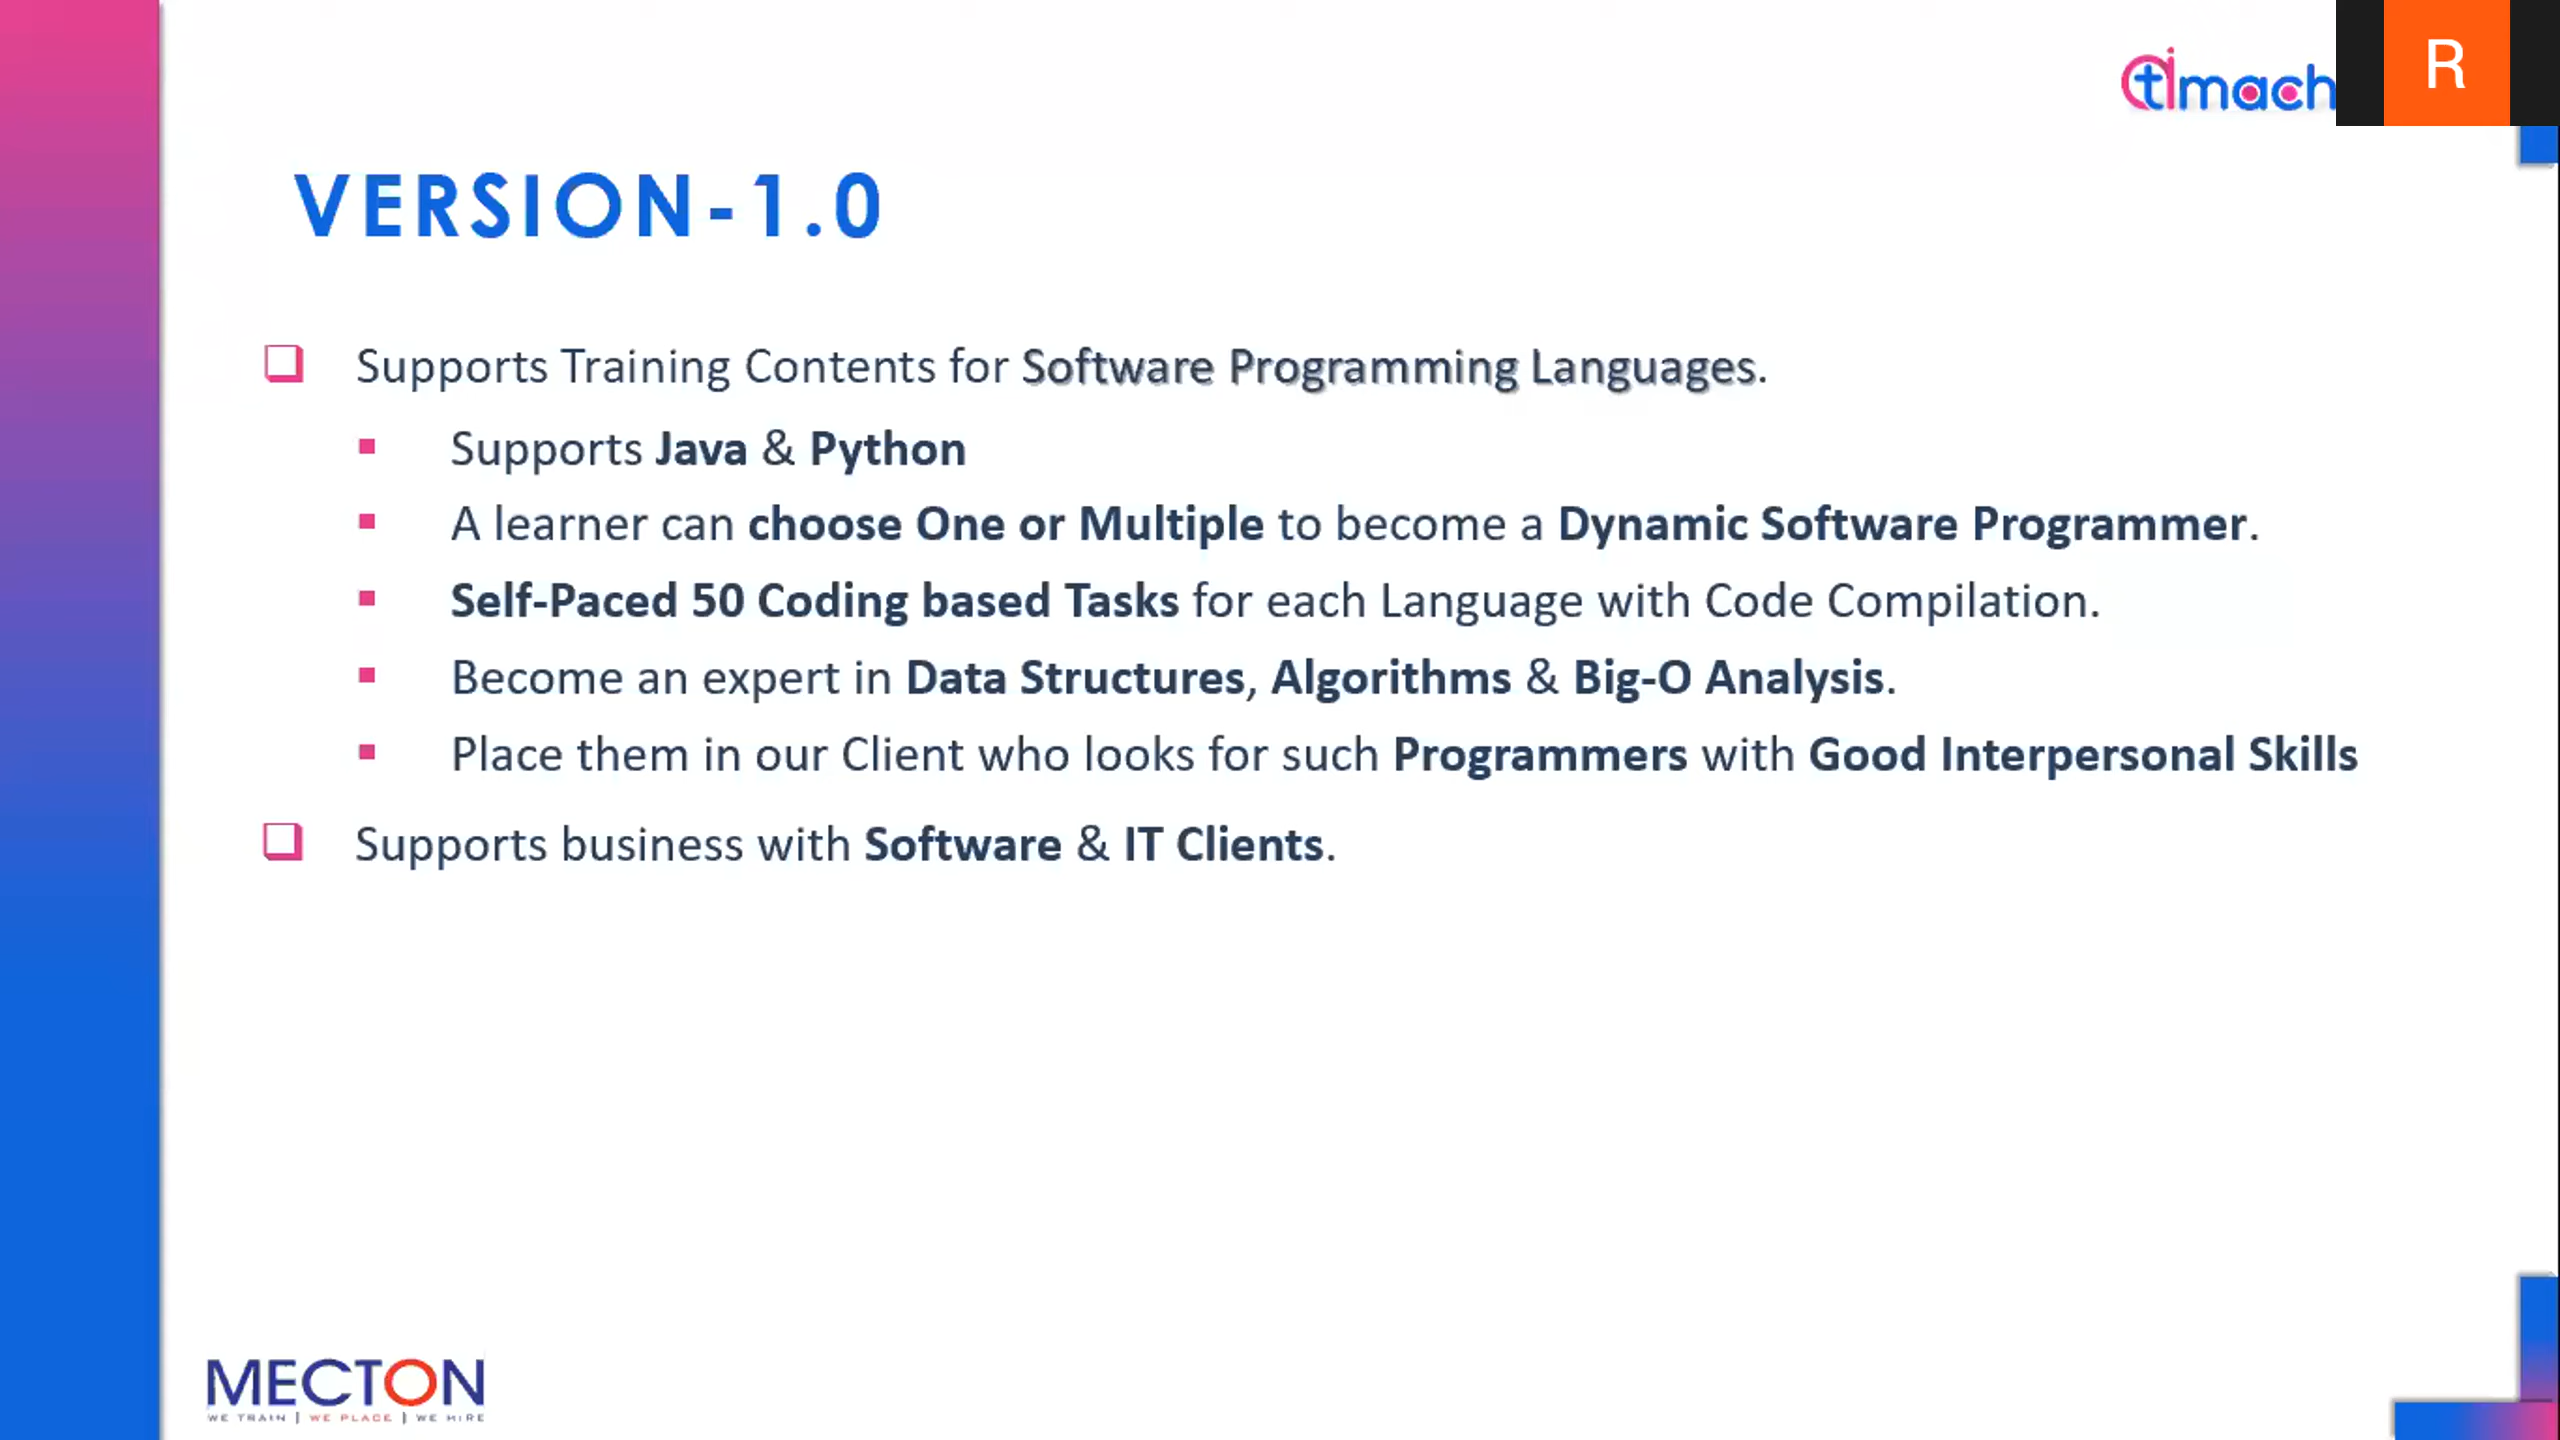 timach
R
VERSION-1.0
Supports Training Contents for Software Programming Languages.
Supports Java & Python
A learner can choose One or Multiple to become a Dynamic Software Programmer.
Self-Paced 50 Coding based Tasks for each Language with Code Compilation.
Become an expert in Data Structures, Algorithms & Big-O Analysis.
Place them in our Client who looks for such Programmers with Good Interpersonal Skills
Supports business with Software & IT Clients.
MECTON
WE TRAIN | WE PLACE | WE HIRE